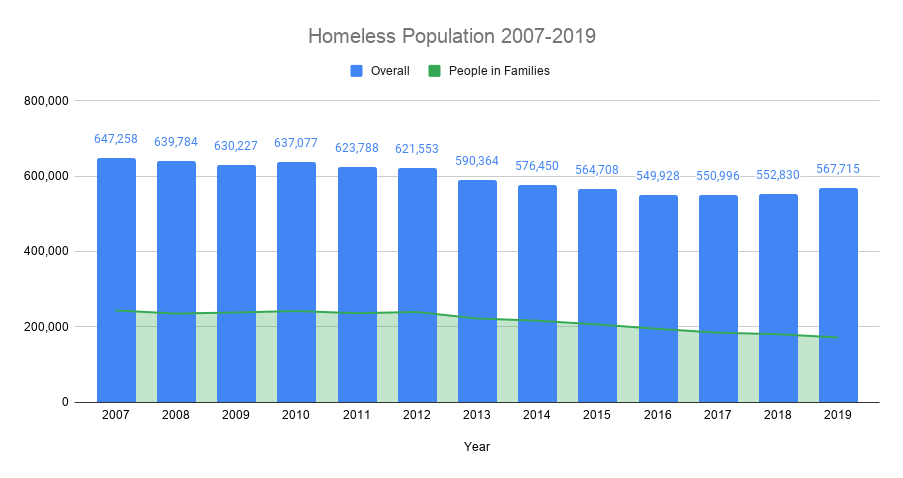 Homeless Population 2007-2019
Overall People in Families
800,000
600,000
400,000
200,000
0
647,258 639,784 630,227 637,077 623,788 621,553 590,364 576,450 564,708 549,928 550,996 552,830 567,715
2007 2008 2009 2010 2011 2012 2013 2014 2015 2016 2017 2018 2019
Year